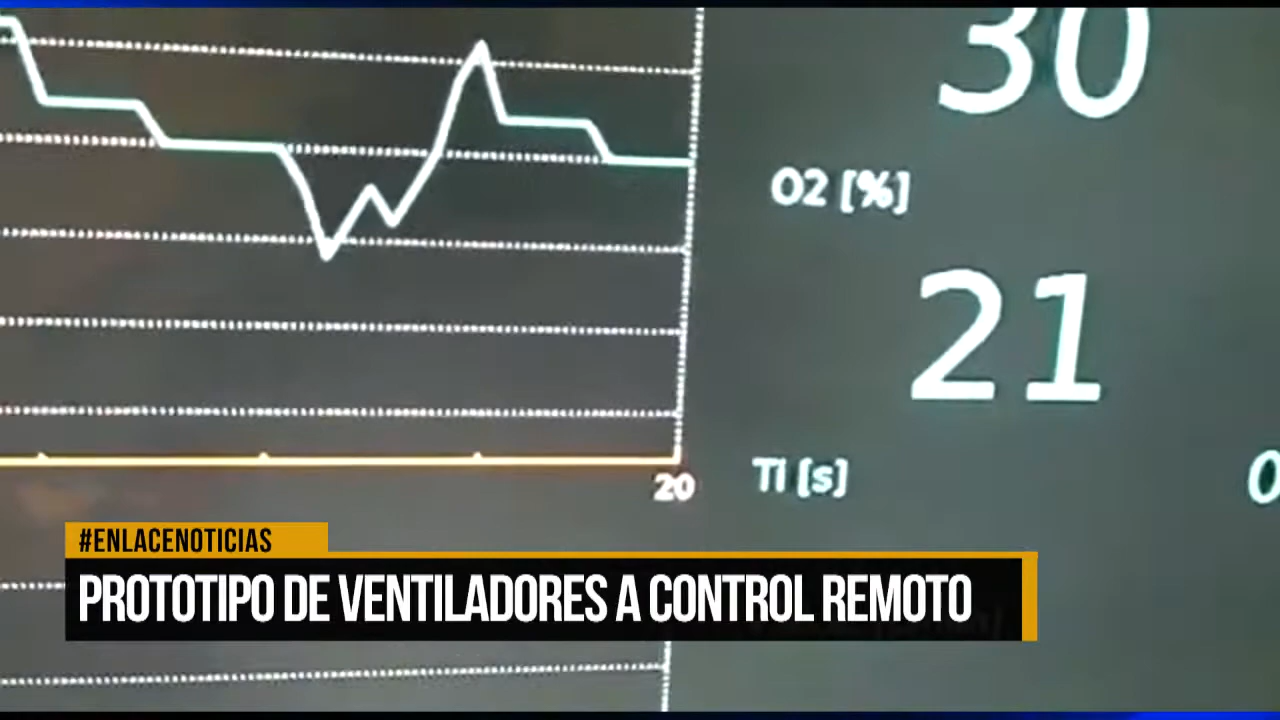 30
O2 [%]
21
20
Ti [s]
0
#ENLACENOTICIAS
PROTOTIPO DE VENTILADORES A CONTROL REMOTO